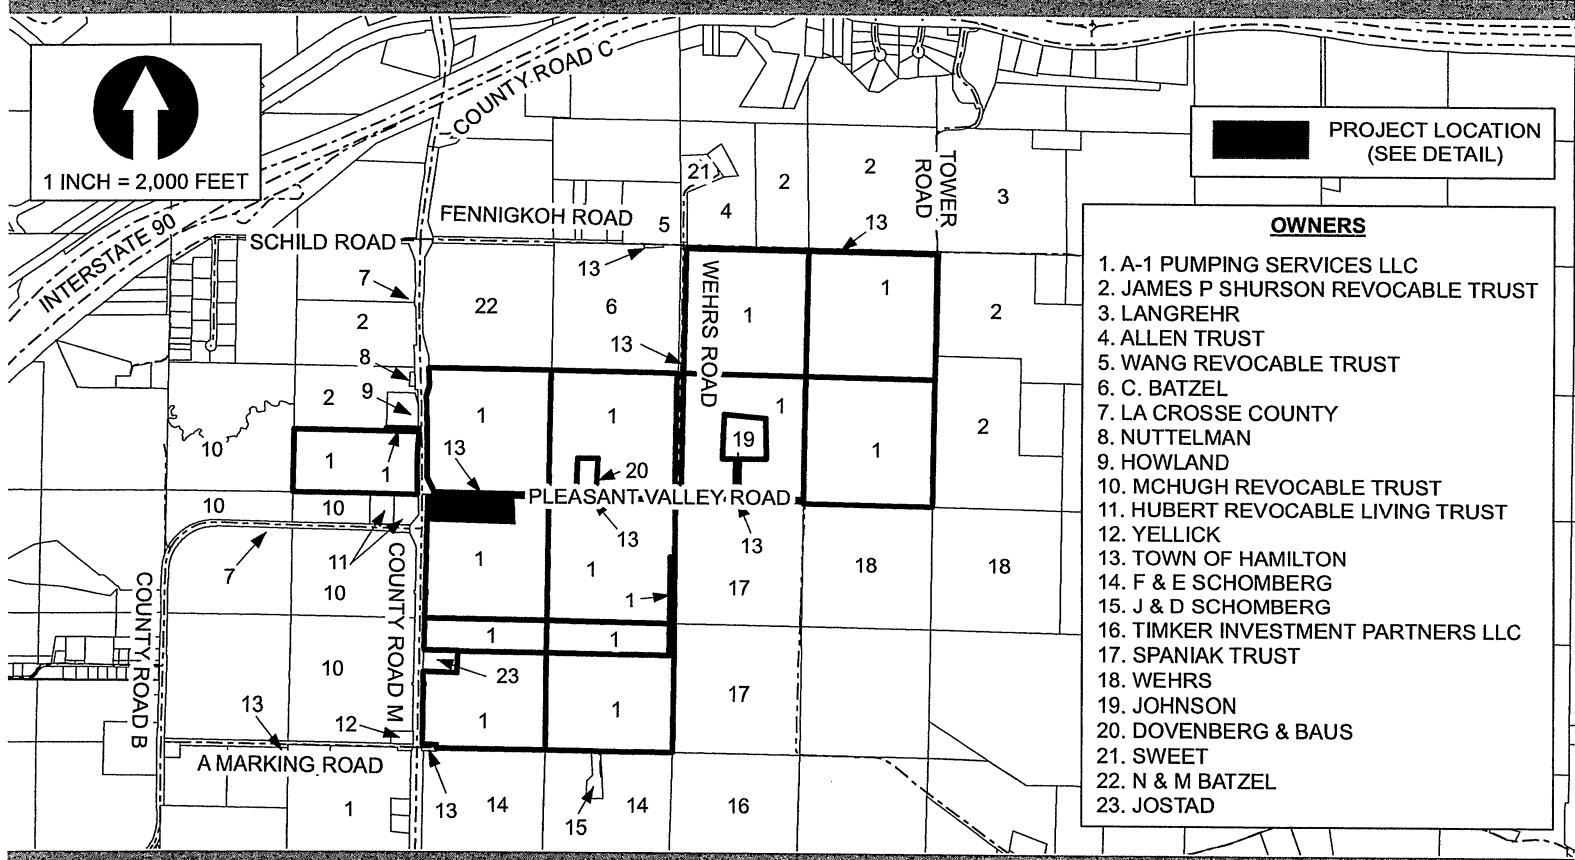 COUNTY ROAD C
1 INCH = 2,000 FEET
PROJECT LOCATION
(SEE DETAIL)
INTERSTATE 90
SCHILD ROAD
FENNIGKOH ROAD
TOWER
ROAD
21
2
2
3
4
5
13
13
7
22
6
1
1
2
2
WEHRS ROAD
13
8
9
2
1
1
1
2
10
1
1
13
20
19
1
PLEASANT VALLEY ROAD
10
10
11
7
13
13
1
1
17
18
18
10
1
COUNTY ROAD B
COUNTY ROAD M
1
1
10
23
17
13
12
1
1
A MARKING ROAD
1
13
14
15
14
16
OWNERS
1. A-1 PUMPING SERVICES LLC
2. JAMES P SHURSON REVOCABLE TRUST
3. LANGREHR
4. ALLEN TRUST
5. WANG REVOCABLE TRUST
6. C. BATZEL
7. LA CROSSE COUNTY
8. NUTTELMAN
9. HOWLAND
10. MCHUGH REVOCABLE TRUST
11. HUBERT REVOCABLE LIVING TRUST
12. YELLICK
13. TOWN OF HAMILTON
14. F & E SCHOMBERG
15. J & D SCHOMBERG
16. TIMKER INVESTMENT PARTNERS LLC
17. SPANIAK TRUST
18. WEHRS
19. JOHNSON
20. DOVENBERG & BAUS
21. SWEET
22. N & M BATZEL
23. JOSTAD